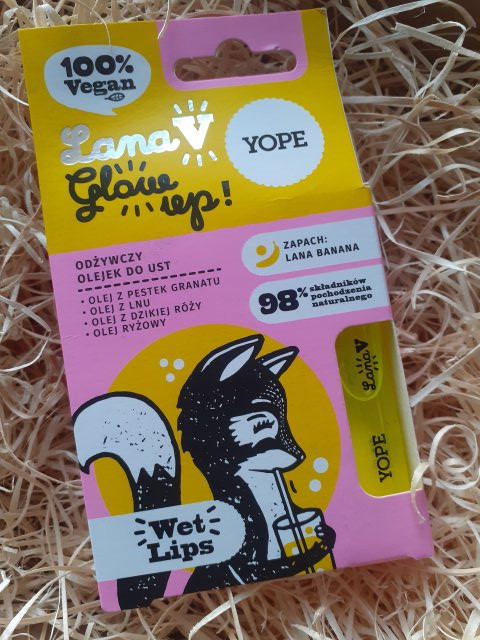 100%
Vegan
Lana V
Glow
up!
YOPE
ODŻYWCZY
OLEJEK DO UST
• OLEJ Z PESTEK GRANATU
• OLEJ Z LNU
• OLEJ Z DZIKIEJ RÓŻY
• OLEJ RYŻOWY
ZAPACH:
LANA BANANA
98% składników
pochodzenia
naturalnego
Lana V
YOPE
Wet
Lips